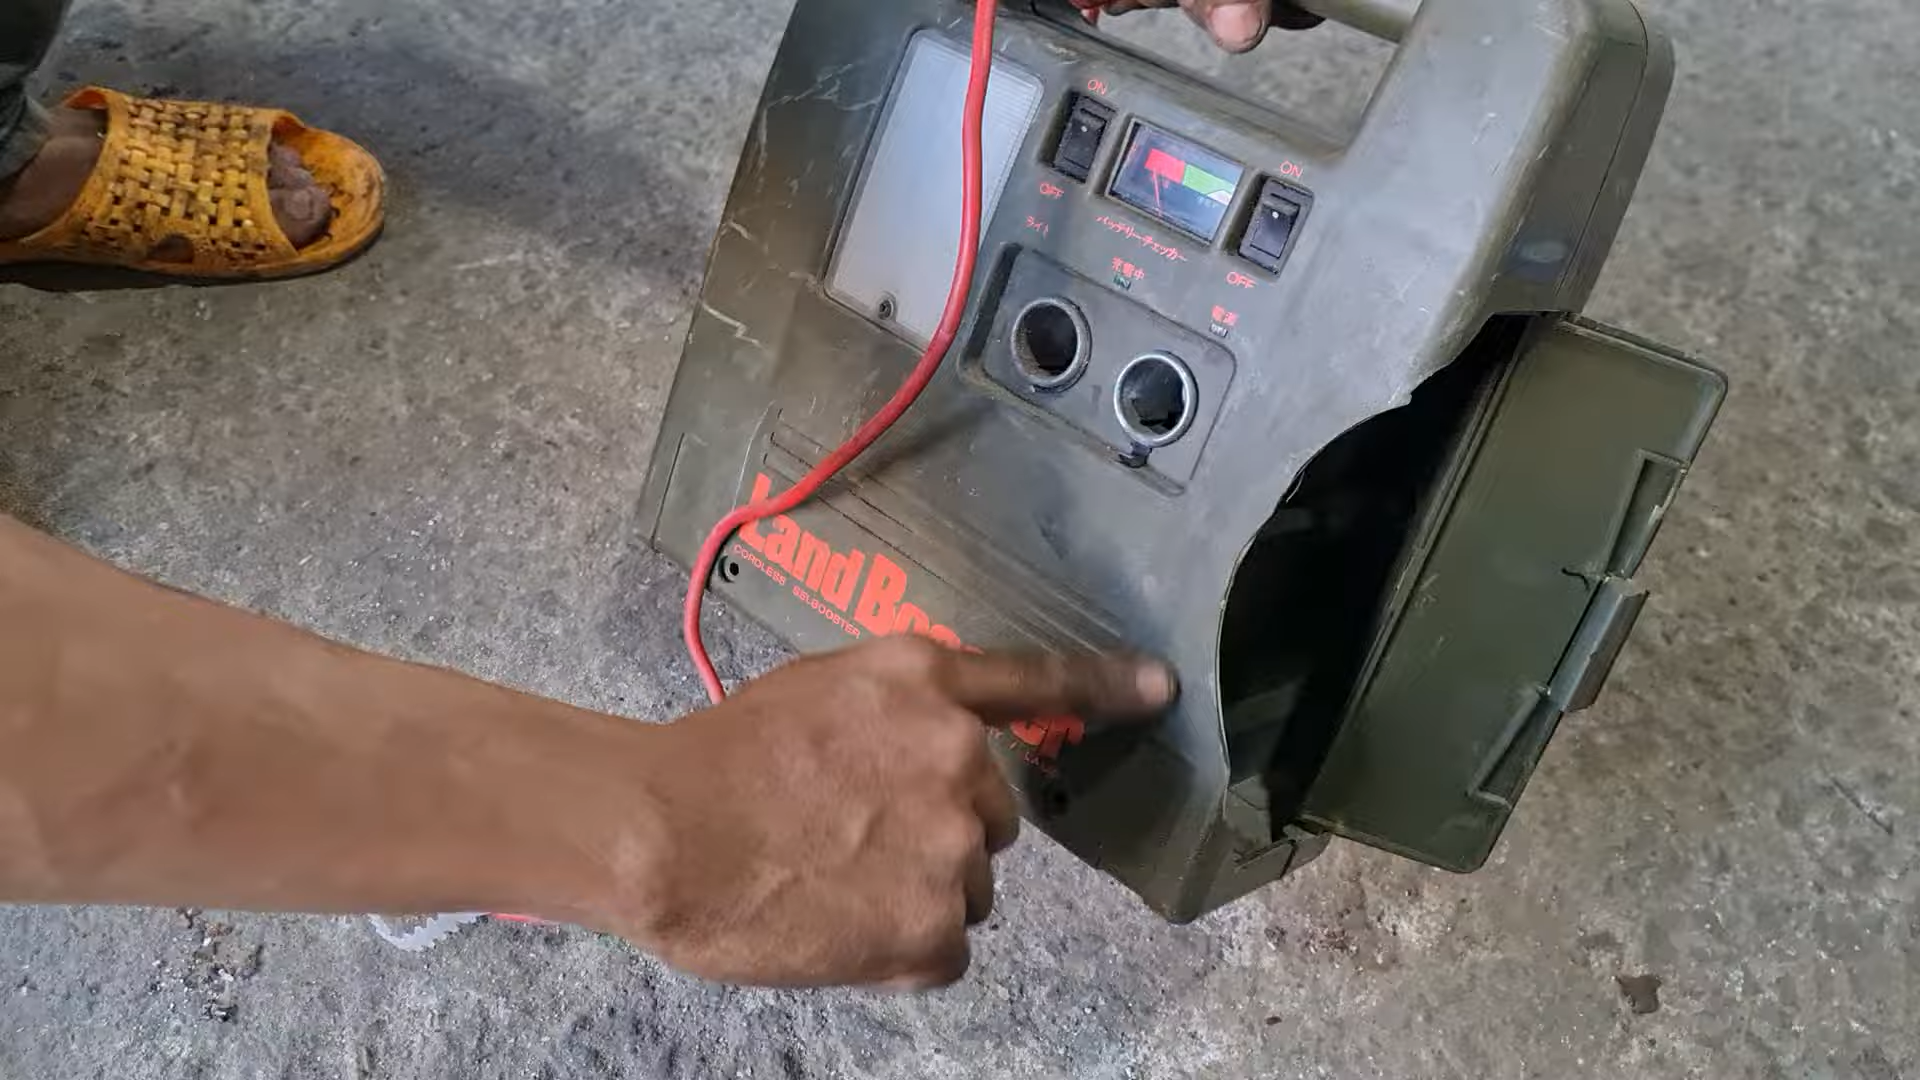 ON
OFF
ライト
バッテリーチェッカー
ON
OFF
充電中
電源
Land Boo
er
CORDLESS SELBOOSTER